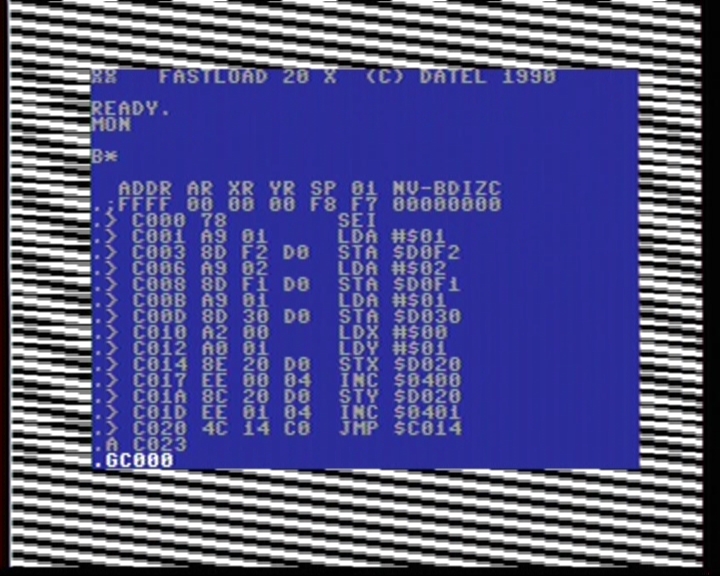 FASTLOAD 20 X (C) DATEL 1990
READY.
MON
B*
ADDR AR XR YR SP 01 NV-BDIZC
.;FFFF 00 00 00 F8 F7 00000000
.> C000 78 SEI
.> C001 A9 01 LDA #$01
.> C003 8D F2 D0 STA $D0F2
.> C006 A9 02 LDA #$02
.> C008 8D F1 D0 STA $D0F1
.> C00B A9 01 LDA #$01
.> C00D 8D 30 D0 STA $D030
.> C010 A2 00 LDX #$00
.> C012 A0 01 LDY #$01
.> C014 8E 20 D0 STX $D020
.> C017 EE 00 04 INC $0400
.> C01A 8C 20 D0 STY $D020
.> C01D EE 01 04 INC $0401
.> C020 4C 14 C0 JMP $C014
.A C023
.GC000